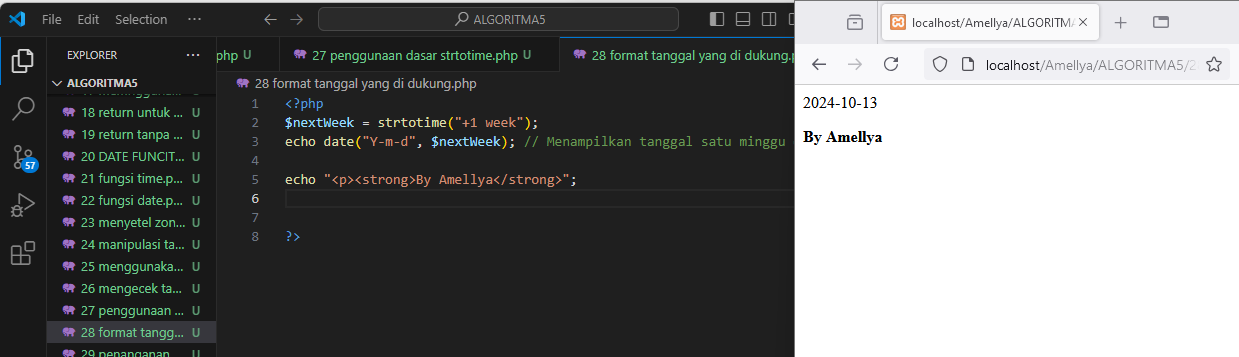 File Edit Selection ··· ALGORITMA5
EXPLORER ···
ALGORITMA5
18 return untuk ... U
19 return tanpa ... U
20 DATE FUNCIT... U
21 fungsi time.p... U
22 fungsi date.p... U
23 menyetel zon... U
24 manipulasi ta... U
25 menggunaka... U
26 mengecek ta... U
27 penggunaan ... U
28 format tangg... U
29 penanganan
57
php U 27 penggunaan dasar strtotime.php U 28 format tanggal yang di dukung.p
28 format tanggal yang di dukung.php
1 <?php
2 $nextWeek = strtotime("+1 week");
3 echo date("Y-m-d", $nextWeek); // Menampilkan tanggal satu minggu
4
5 echo "<p><strong>By Amellya</strong>";
6
7
8 ?>
localhost/Amellya/ALGORITMA
localhost/Amellya/ALGORITMA5/2
2024-10-13
By Amellya